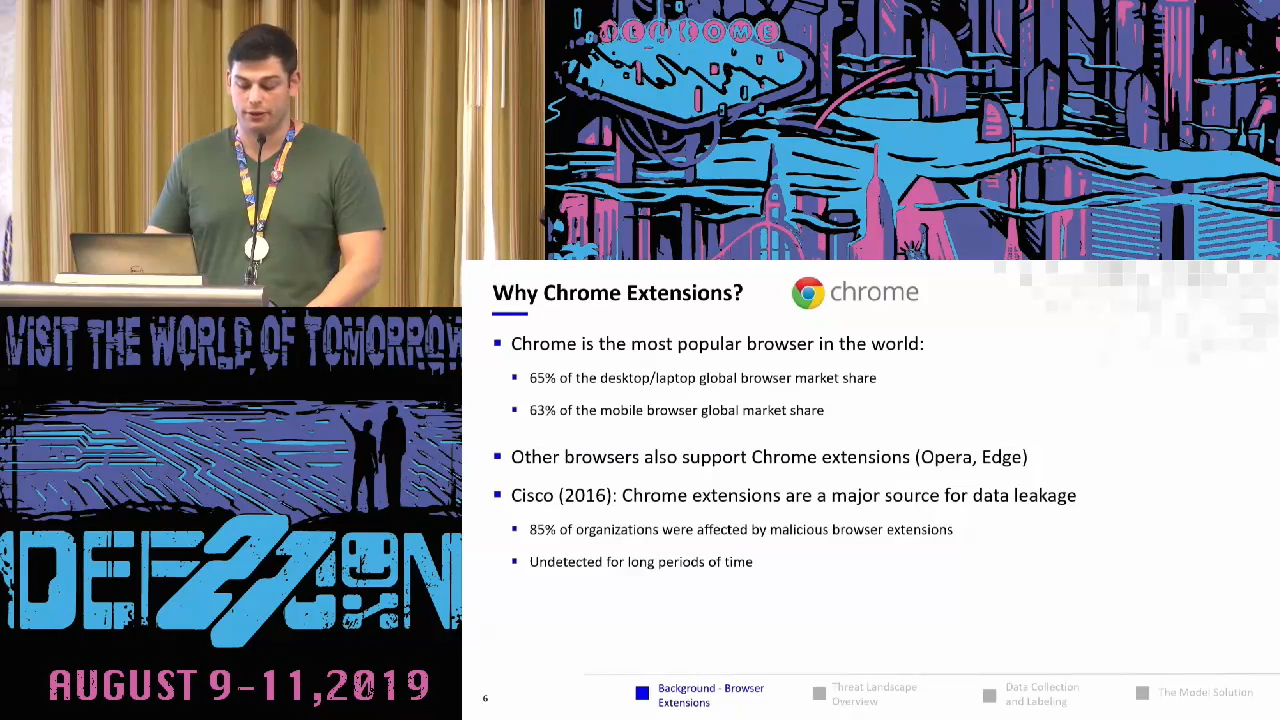 WELCOME
Why Chrome Extensions?
chrome
Chrome is the most popular browser in the world:
65% of the desktop/laptop global browser market share
63% of the mobile browser global market share
Other browsers also support Chrome extensions (Opera, Edge)
Cisco (2016): Chrome extensions are a major source for data leakage
85% of organizations were affected by malicious browser extensions
Undetected for long periods of time
6
Background - Browser
Extensions
Threat Landscape
Overview
Data Collection
and Labeling
The Model Solution
VISIT THE WORLD OF TOMORROW
DEF 27 CON
AUGUST 9-11,2019